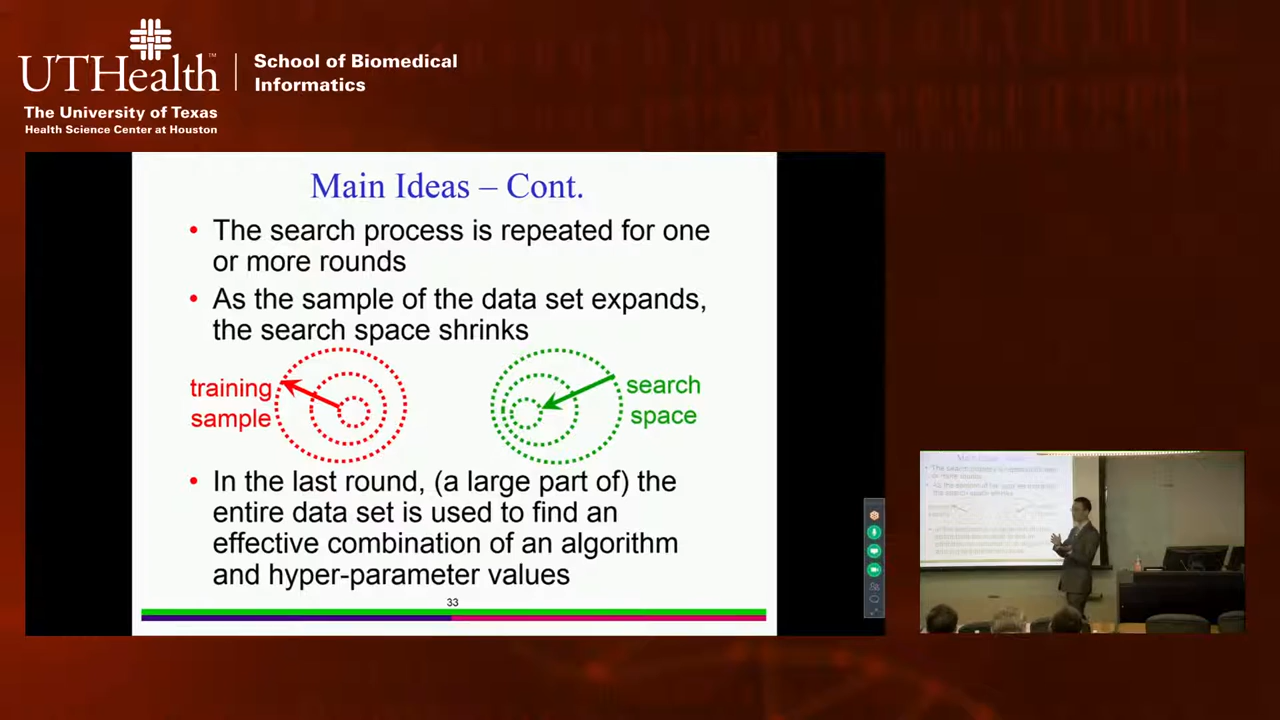 UTHealth™
School of Biomedical
Informatics
The University of Texas
Health Science Center at Houston
Main Ideas – Cont.
• The search process is repeated for one
or more rounds
• As the sample of the data set expands,
the search space shrinks
training
sample
search
space
• In the last round, (a large part of) the
entire data set is used to find an
effective combination of an algorithm
and hyper-parameter values
33